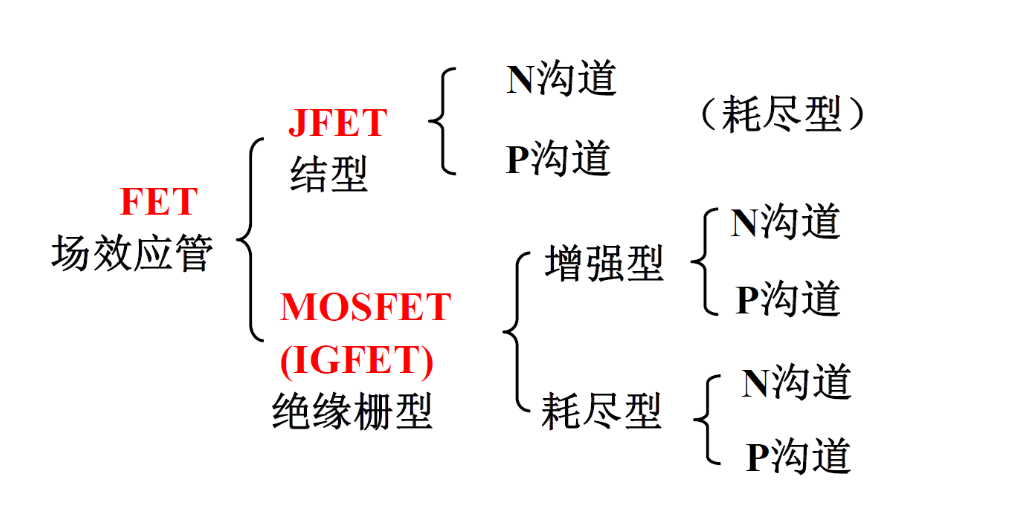 FET
场效应管
JFET
结型
N沟道
P沟道
（耗尽型）
MOSFET
(IGFET)
绝缘栅型
增强型
N沟道
P沟道
耗尽型
N沟道
P沟道